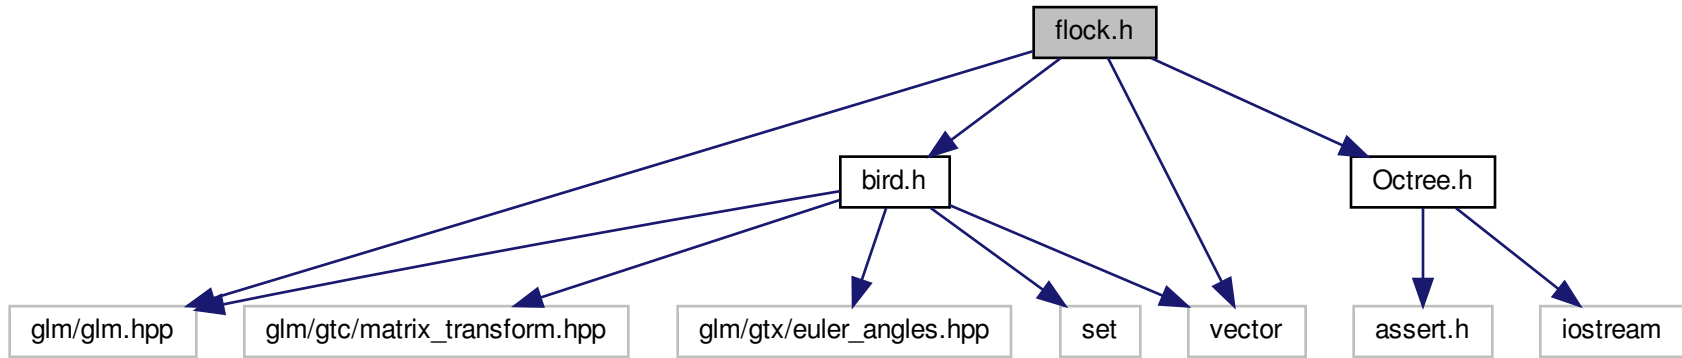 flock.h
bird.h
Octree.h
glm/glm.hpp
glm/gtc/matrix_transform.hpp
glm/gtx/euler_angles.hpp
set
vector
assert.h
iostream